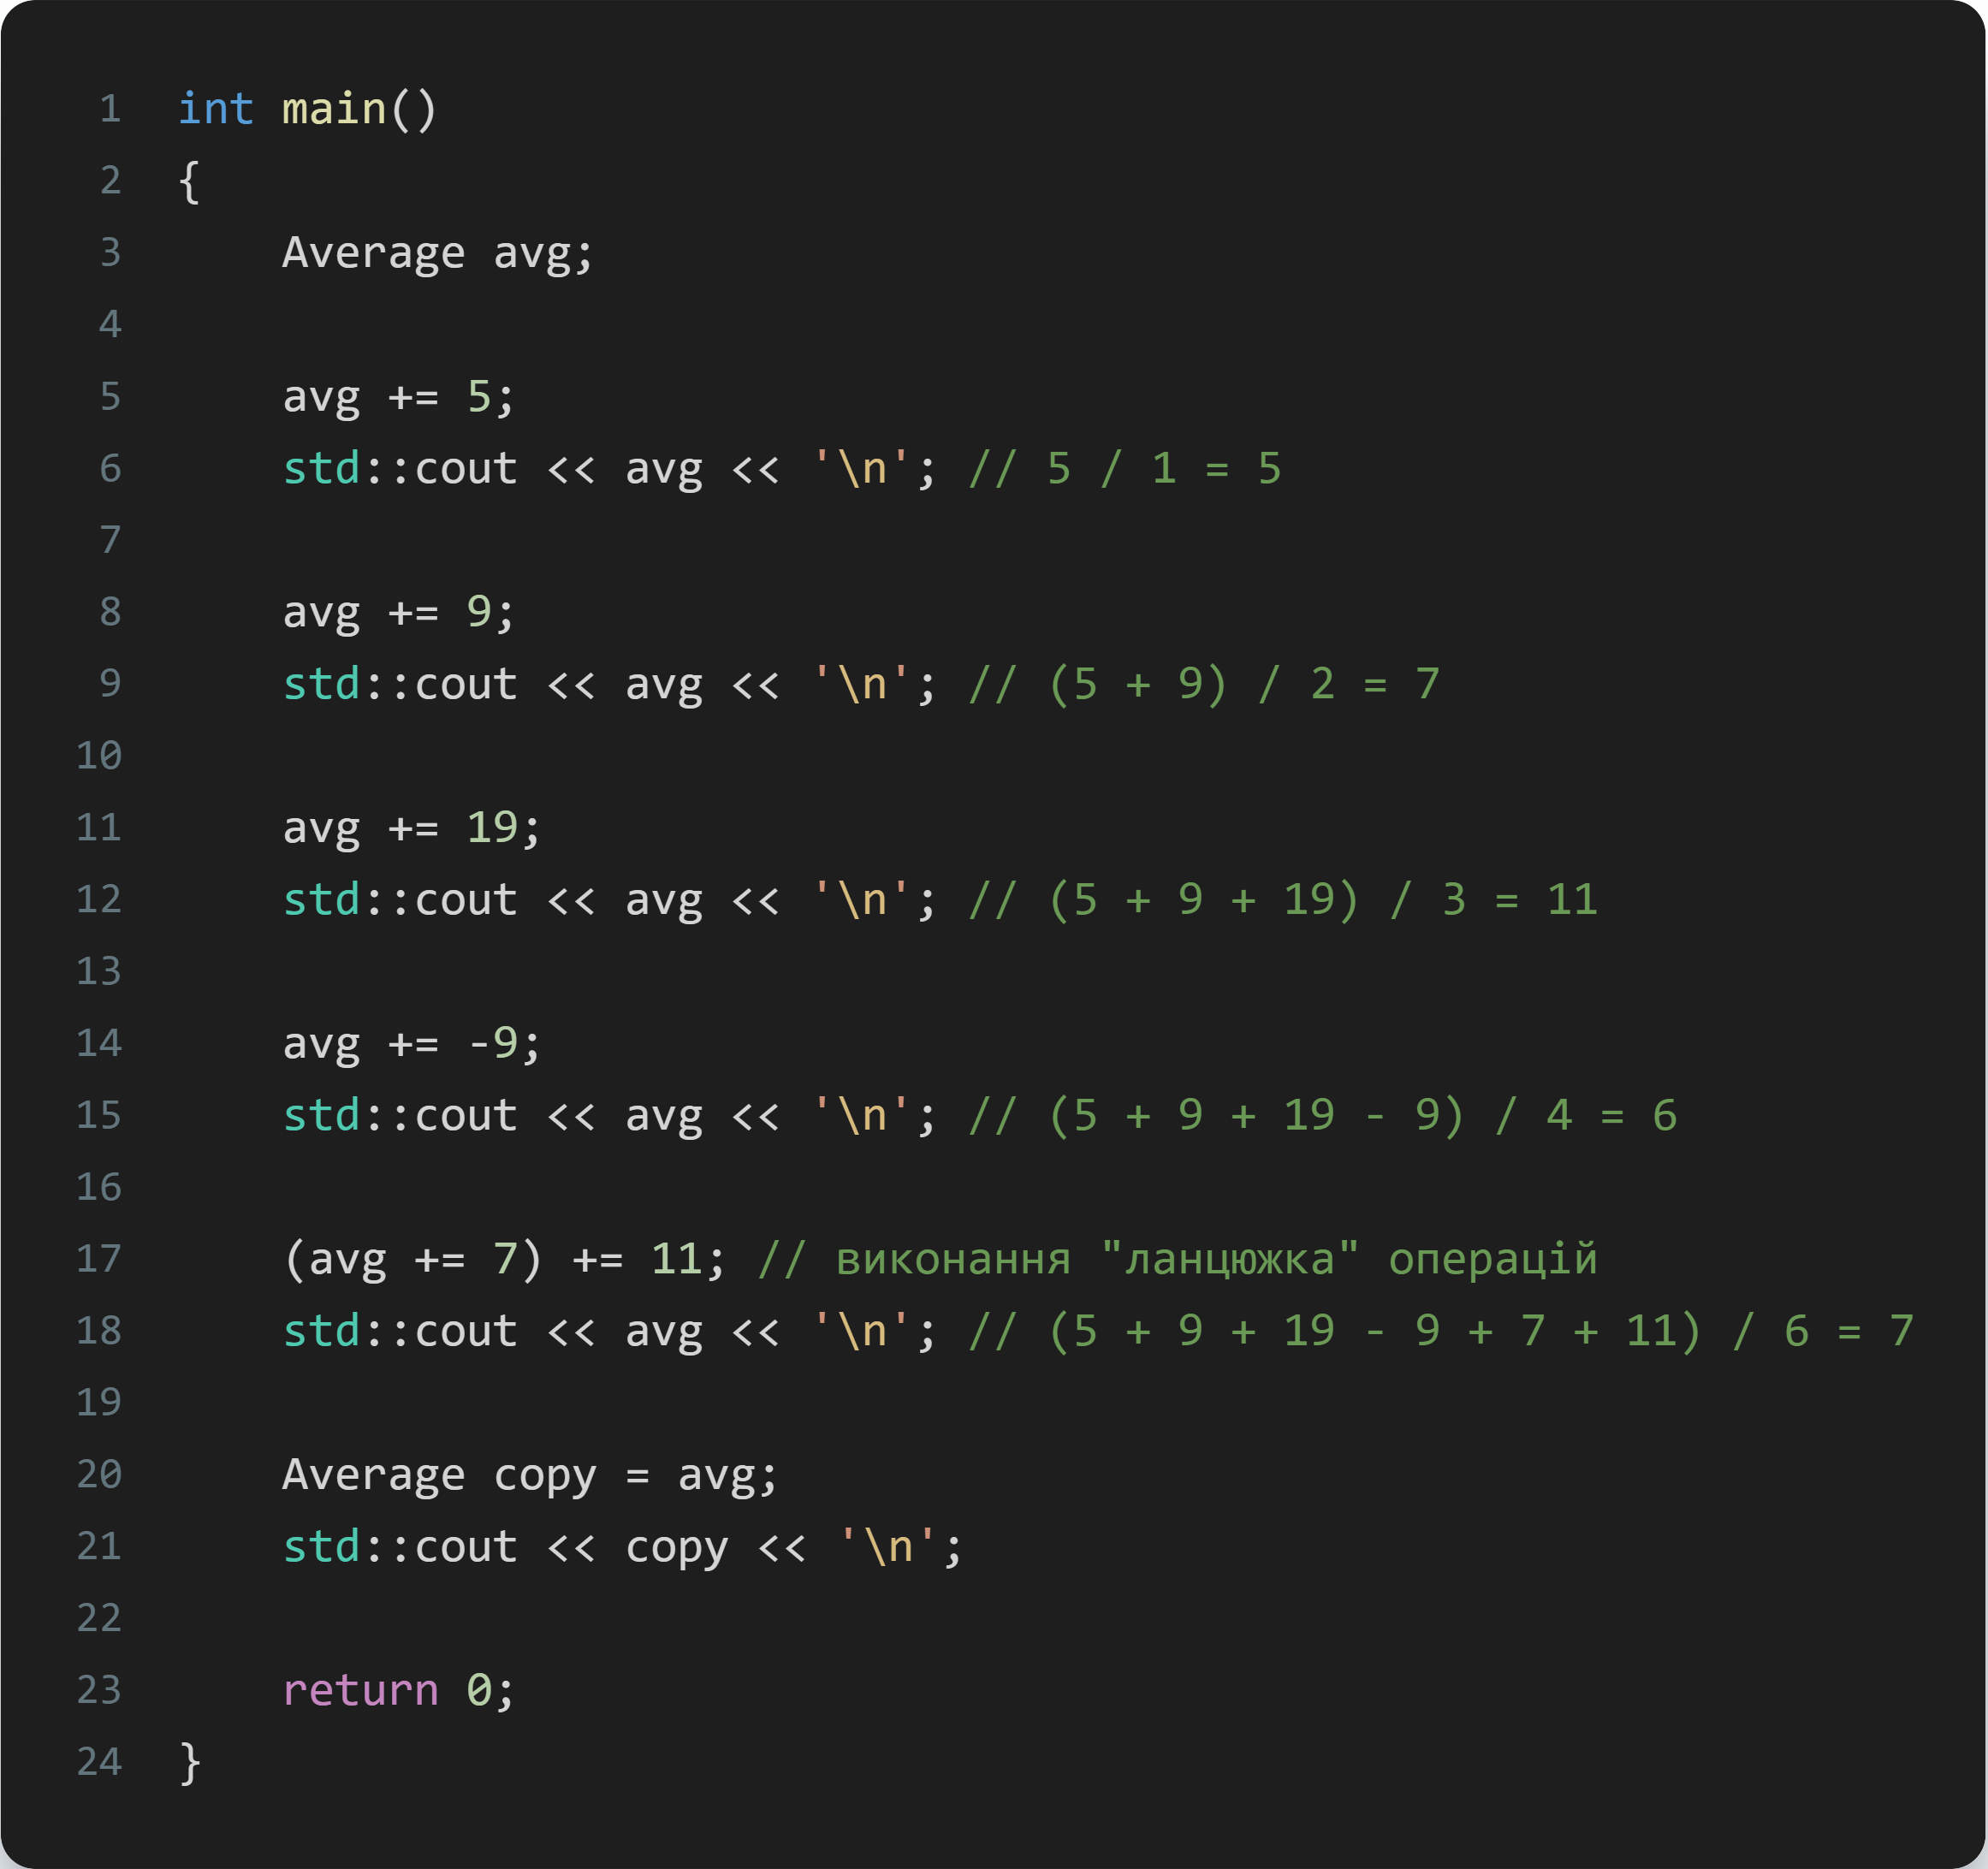 1 int main()
2 {
3     Average avg;
4
5     avg += 5;
6     std::cout << avg << '\n'; // 5 / 1 = 5
7
8     avg += 9;
9     std::cout << avg << '\n'; // (5 + 9) / 2 = 7
10
11     avg += 19;
12     std::cout << avg << '\n'; // (5 + 9 + 19) / 3 = 11
13
14     avg += -9;
15     std::cout << avg << '\n'; // (5 + 9 + 19 - 9) / 4 = 6
16
17     (avg += 7) += 11; // виконання "ланцюжка" операцій
18     std::cout << avg << '\n'; // (5 + 9 + 19 - 9 + 7 + 11) / 6 = 7
19
20     Average copy = avg;
21     std::cout << copy << '\n';
22
23     return 0;
24 }